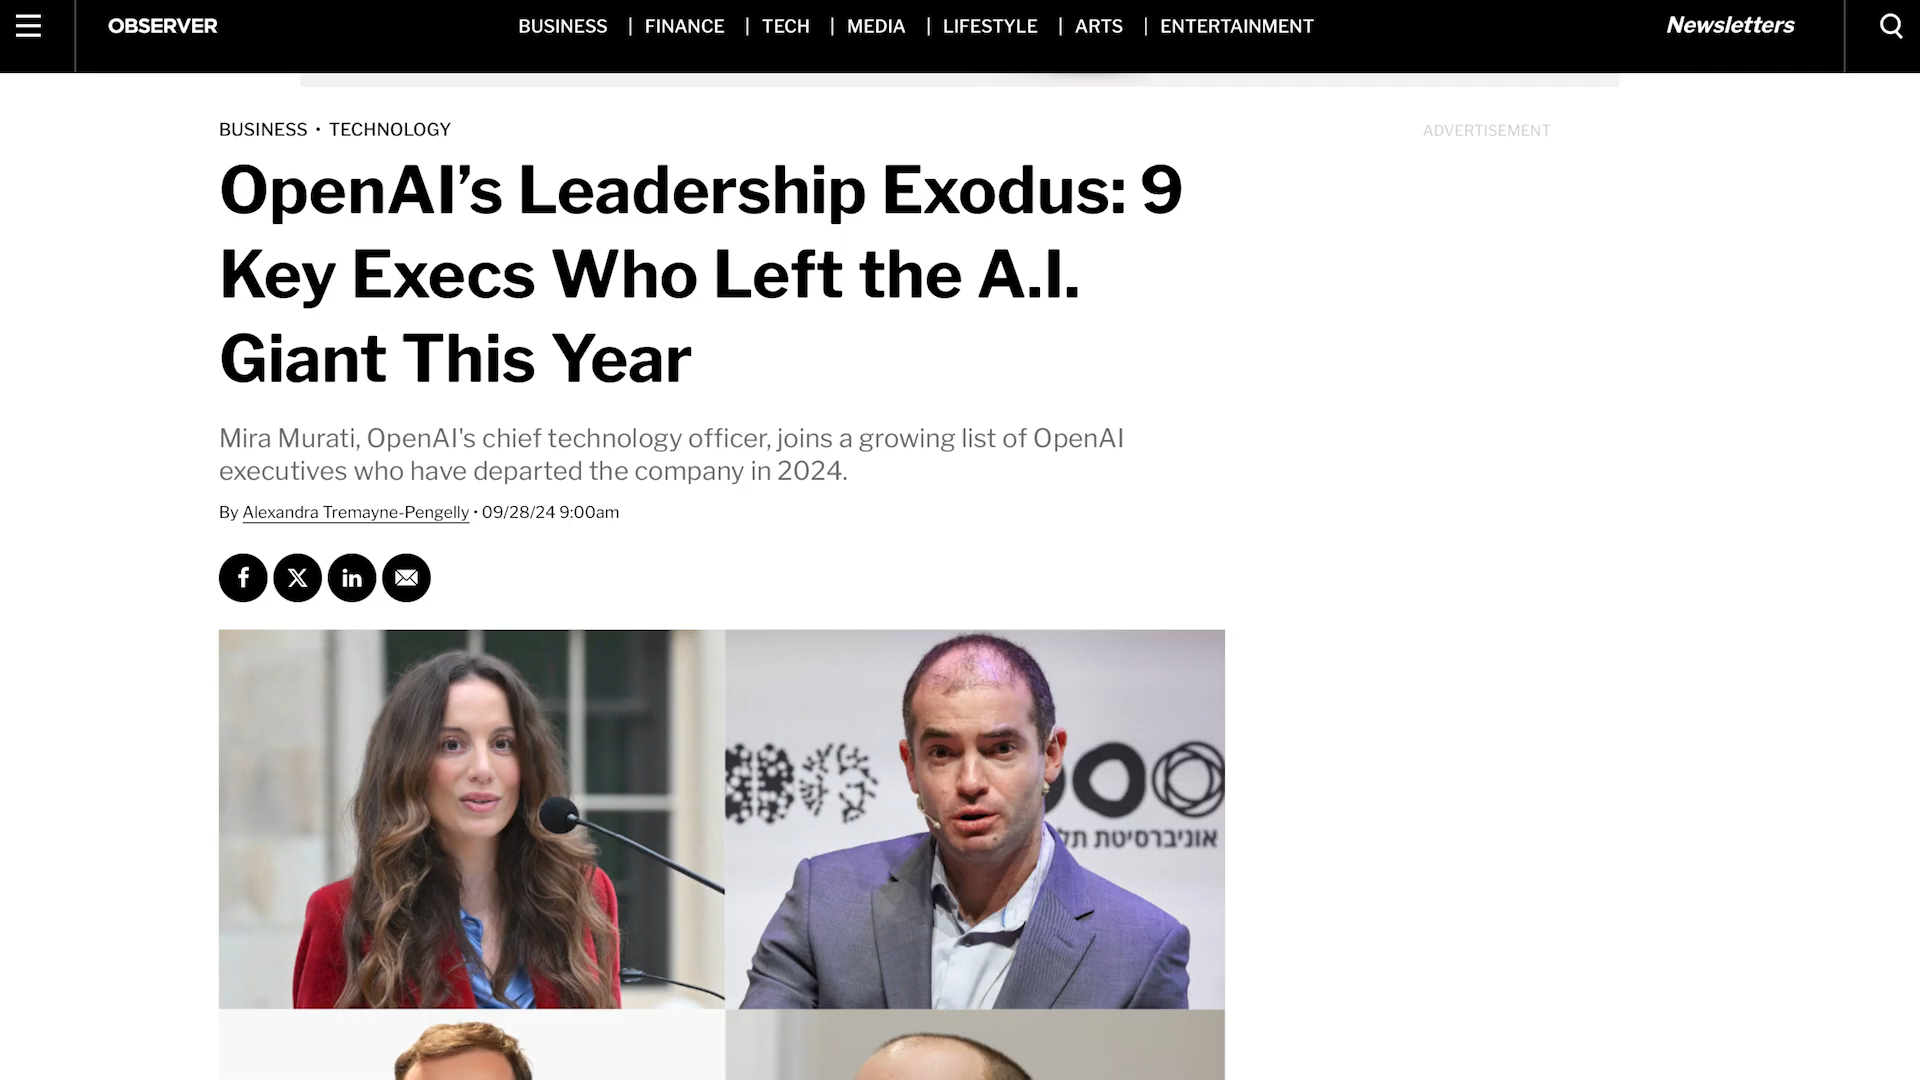 OBSERVER
BUSINESS | FINANCE | TECH | MEDIA | LIFESTYLE | ARTS | ENTERTAINMENT
Newsletters
BUSINESS • TECHNOLOGY
ADVERTISEMENT
OpenAI’s Leadership Exodus: 9
Key Execs Who Left the A.I.
Giant This Year
Mira Murati, OpenAI's chief technology officer, joins a growing list of OpenAI
executives who have departed the company in 2024.
By Alexandra Tremayne-Pengelly • 09/28/24 9:00am
אוניברסיטת תל